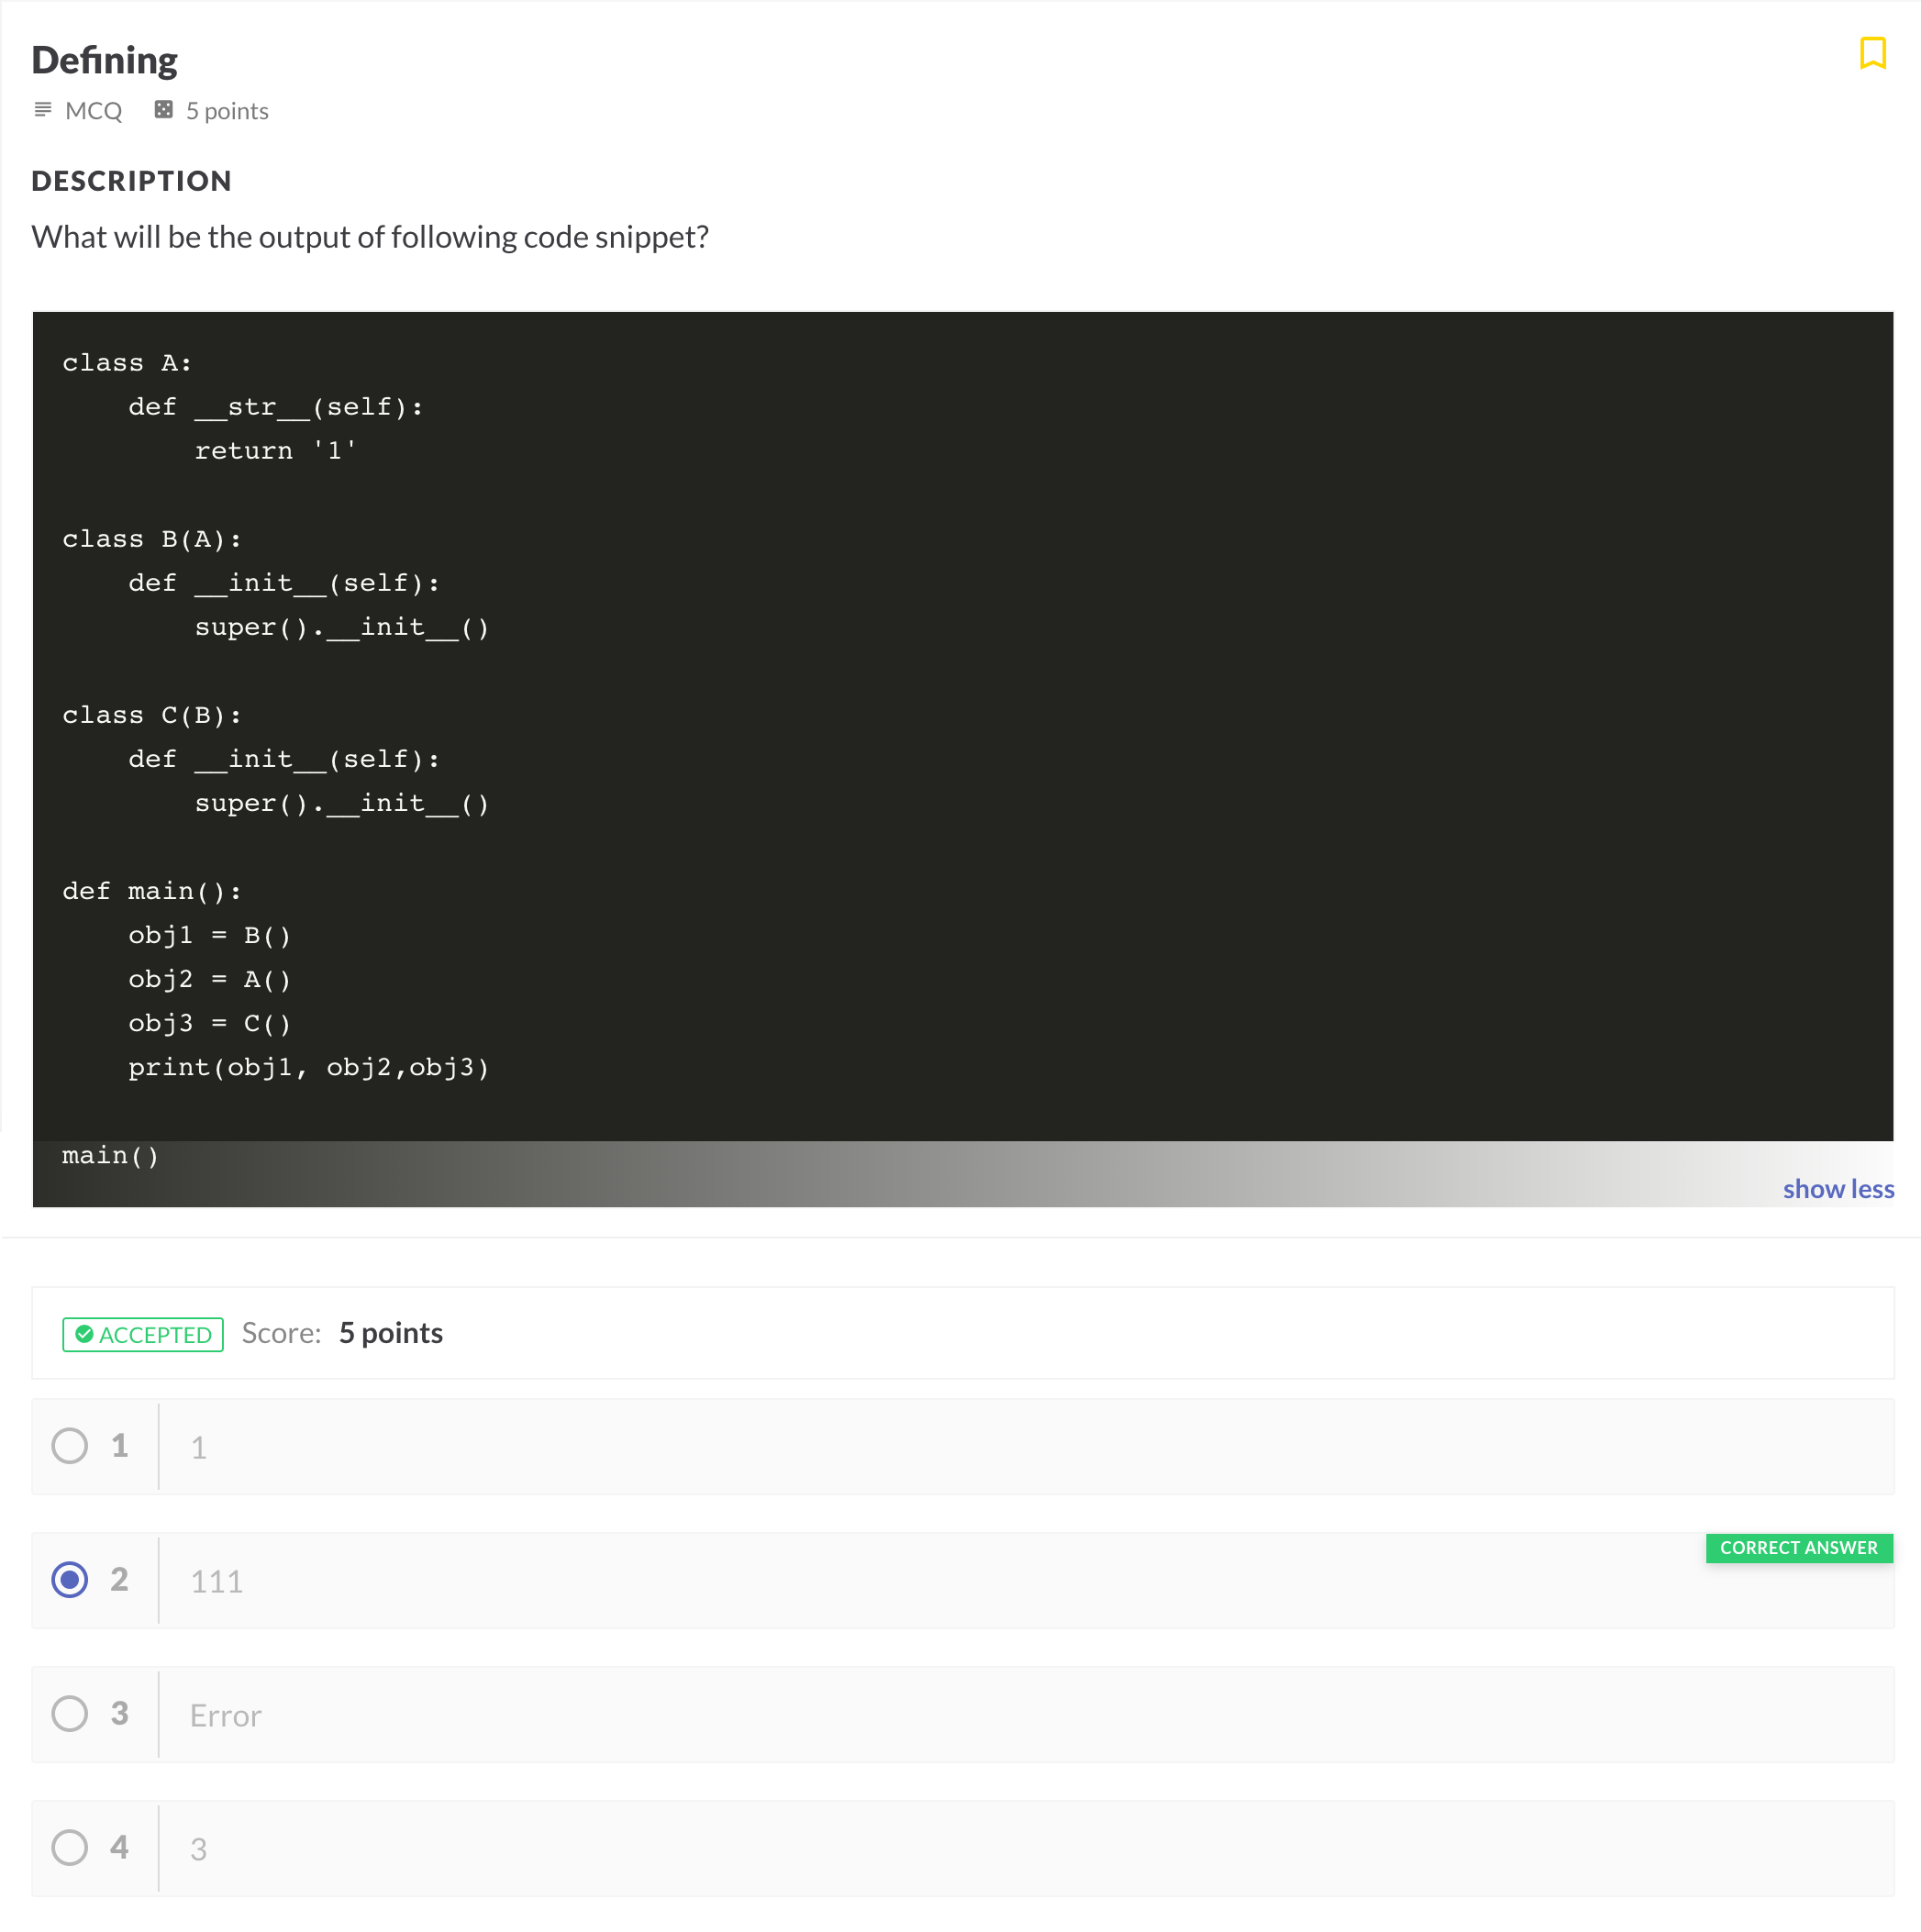 Defining
MCQ 5 points
DESCRIPTION
What will be the output of following code snippet?
class A:
    def __str__(self):
        return '1'
class B(A):
    def __init__(self):
        super().__init__()
class C(B):
    def __init__(self):
        super().__init__()
def main():
    obj1 = B()
    obj2 = A()
    obj3 = C()
    print(obj1, obj2,obj3)
main()
show less
ACCEPTED Score: 5 points
1 1
CORRECT ANSWER
2 111
3 Error
4 3